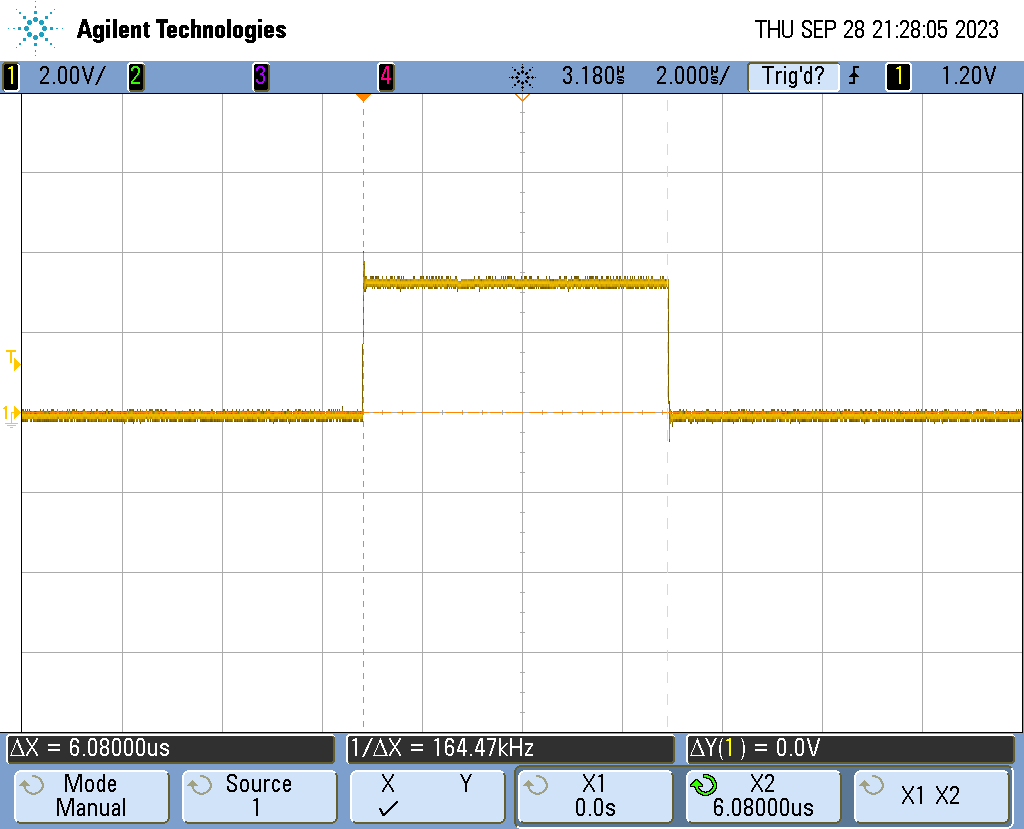 Agilent Technologies THU SEP 28 21:28:05 2023
1 2.00V/ 2 3 4 3.180µs 2.000µs/ Trig'd? 1 1.20V
T
1
ΔX = 6.08000us 1/ΔX = 164.47kHz ΔY(1) = 0.0V
Mode Source X Y X1 X2 X1 X2
Manual 1 ✓ 0.0s 6.08000us